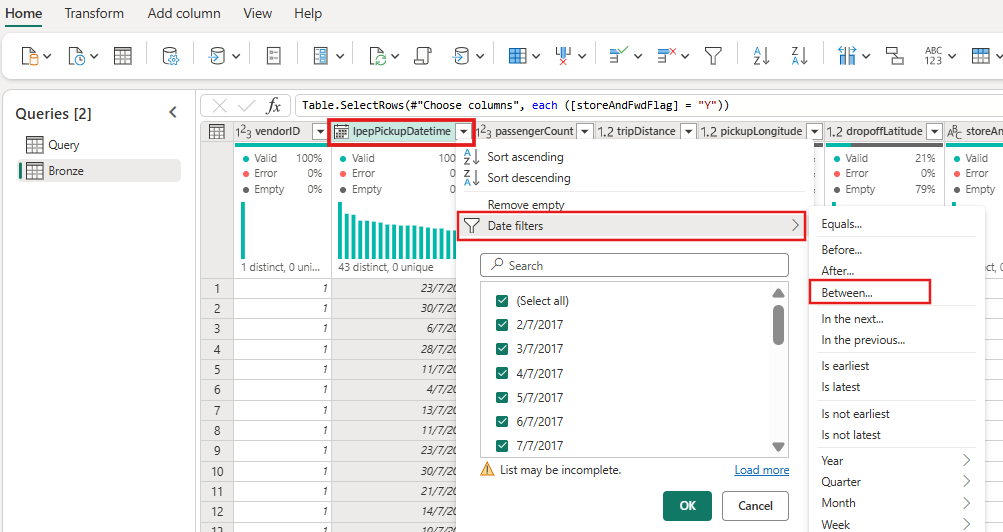 Home Transform Add column View Help
ABC
123
Queries [2]
Query
Bronze
fx Table.SelectRows(#"Choose columns", each ([storeAndFwdFlag] = "Y"))
123 vendorID lpepPickupDatetime 123 passengerCount 1.2 tripDistance 1.2 pickupLongitude 1.2 dropoffLatitude ABC storeAn
Valid 100%
Error 0%
Empty 0%
1 distinct, 0 uni...
Valid 100
Error 0
Empty 0
43 distinct, 0 unique
Valid 21%
Error 0%
Empty 79%
Valid
Error
Empty
1 1 23/7/20
2 1 30/7/20
3 1 6/7/20
4 1 28/7/20
5 1 11/7/20
6 1 4/7/20
7 1 13/7/20
8 1 11/7/20
9 1 23/7/20
10 1 30/7/20
11 1 21/7/20
12 1 14/7/20
13 1 10/7/20
Sort ascending
Sort descending
Remove empty
Date filters
Search
(Select all)
2/7/2017
3/7/2017
4/7/2017
5/7/2017
6/7/2017
7/7/2017
List may be incomplete. Load more
OK Cancel
Equals...
Before...
After...
Between...
In the next...
In the previous...
Is earliest
Is latest
Is not earliest
Is not latest
Year
Quarter
Month
Week